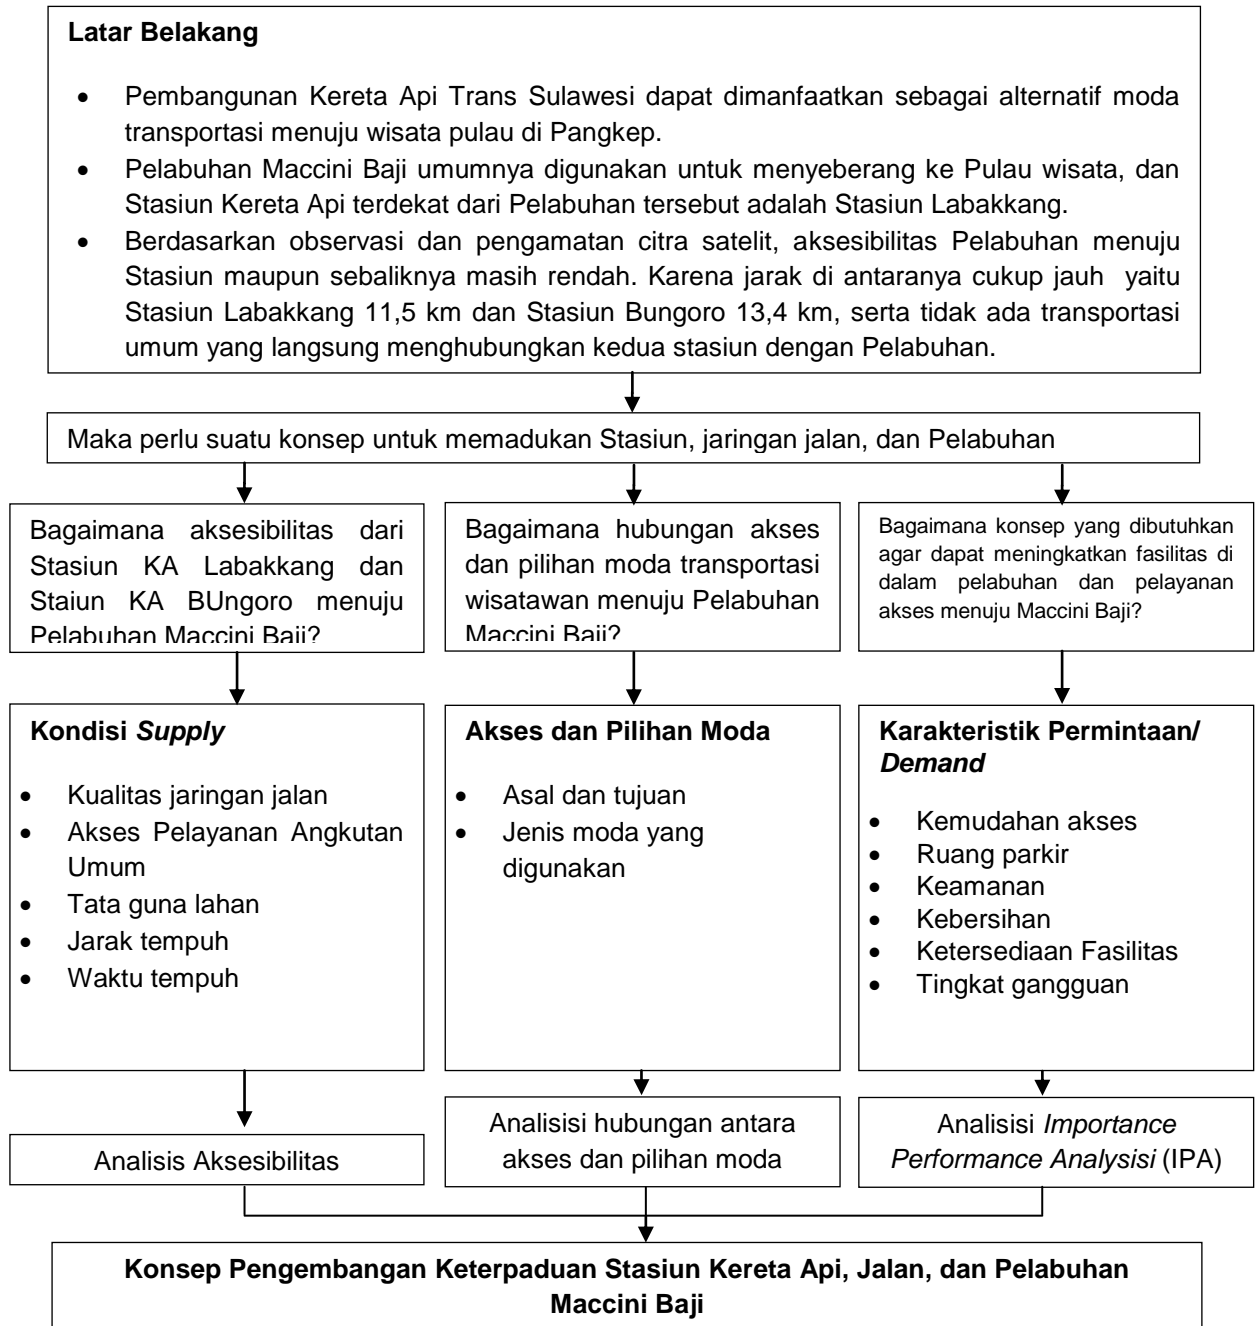 Latar Belakang
• Pembangunan Kereta Api Trans Sulawesi dapat dimanfaatkan sebagai alternatif moda
transportasi menuju wisata pulau di Pangkep.
• Pelabuhan Maccini Baji umumnya digunakan untuk menyeberang ke Pulau wisata, dan
Stasiun Kereta Api terdekat dari Pelabuhan tersebut adalah Stasiun Labakkang.
• Berdasarkan observasi dan pengamatan citra satelit, aksesibilitas Pelabuhan menuju
Stasiun maupun sebaliknya masih rendah. Karena jarak di antaranya cukup jauh yaitu
Stasiun Labakkang 11,5 km dan Stasiun Bungoro 13,4 km, serta tidak ada transportasi
umum yang langsung menghubungkan kedua stasiun dengan Pelabuhan.
Maka perlu suatu konsep untuk memadukan Stasiun, jaringan jalan, dan Pelabuhan
Bagaimana aksesibilitas dari
Stasiun KA Labakkang dan
Staiun KA BUngoro menuju
Pelabuhan Maccini Baji?
Bagaimana hubungan akses
dan pilihan moda transportasi
wisatawan menuju Pelabuhan
Maccini Baji?
Bagaimana konsep yang dibutuhkan
agar dapat meningkatkan fasilitas di
dalam pelabuhan dan pelayanan
akses menuju Maccini Baji?
Kondisi Supply
• Kualitas jaringan jalan
• Akses Pelayanan Angkutan
Umum
• Tata guna lahan
• Jarak tempuh
• Waktu tempuh
Akses dan Pilihan Moda
• Asal dan tujuan
• Jenis moda yang
digunakan
Karakteristik Permintaan/
Demand
• Kemudahan akses
• Ruang parkir
• Keamanan
• Kebersihan
• Ketersediaan Fasilitas
• Tingkat gangguan
Analisis Aksesibilitas
Analisisi hubungan antara
akses dan pilihan moda
Analisisi Importance
Performance Analysisi (IPA)
Konsep Pengembangan Keterpaduan Stasiun Kereta Api, Jalan, dan Pelabuhan
Maccini Baji